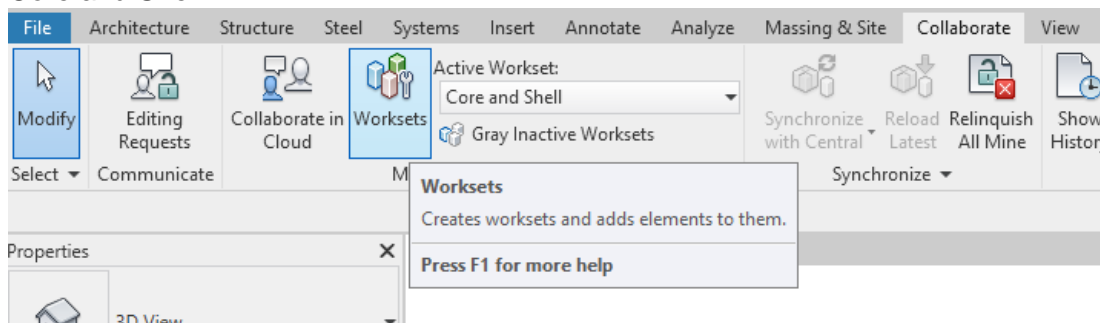 File Architecture Structure Steel Systems Insert Annotate Analyze Massing & Site Collaborate View
Active Workset:
Core and Shell
Modify
Editing
Requests
Collaborate in
Cloud
Worksets
Gray Inactive Worksets
Synchronize
with Central
Reload
Latest
Relinquish
All Mine
Show
History
Select Communicate M Synchronize
Worksets
Creates worksets and adds elements to them.
Press F1 for more help
Properties
3D View